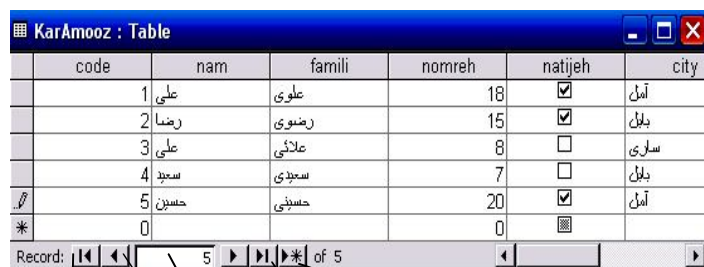 KarAmooz : Table
code nam famili nomreh natijeh city
1 علی علوی 18 آمل
2 رضا رضوی 15 بابل
3 علی علائی 8 ساری
4 سعید سعیدی 7 بابل
5 حسین حسینی 20 آمل
0 0
Record: 5 of 5